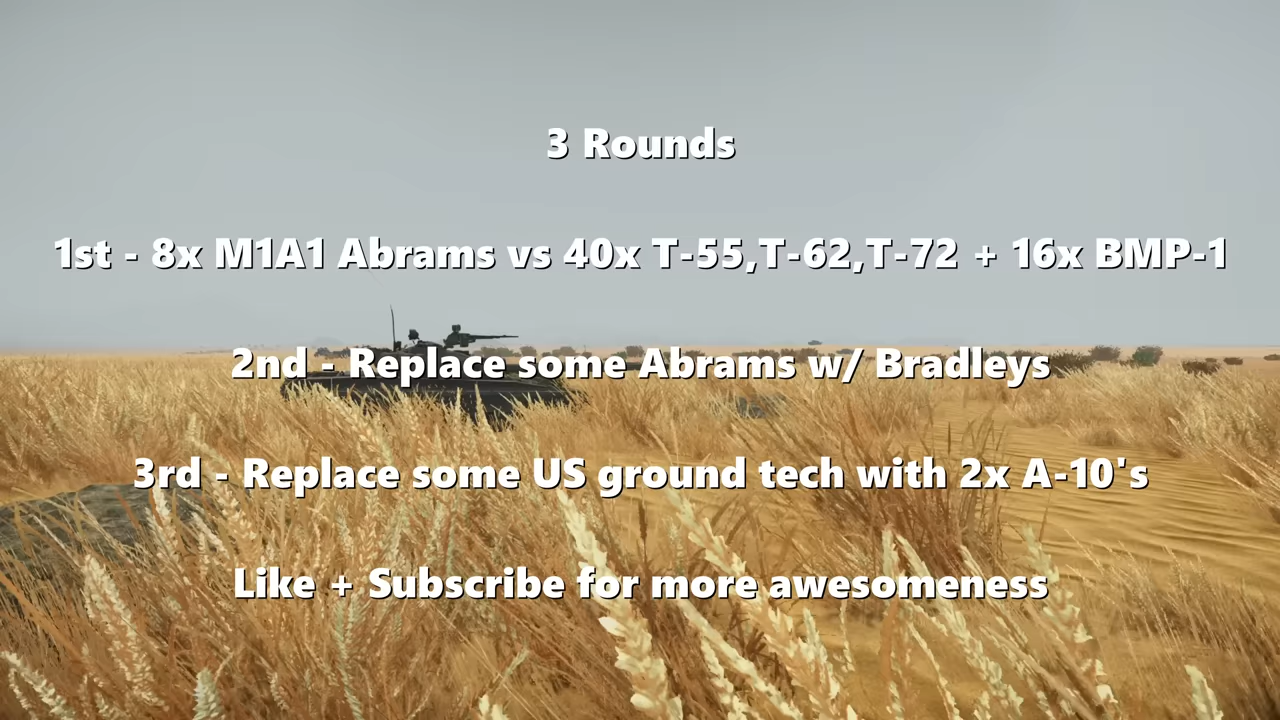 3 Rounds
1st - 8x M1A1 Abrams vs 40x T-55,T-62,T-72 + 16x BMP-1
2nd - Replace some Abrams w/ Bradleys
3rd - Replace some US ground tech with 2x A-10's
Like + Subscribe for more awesomeness